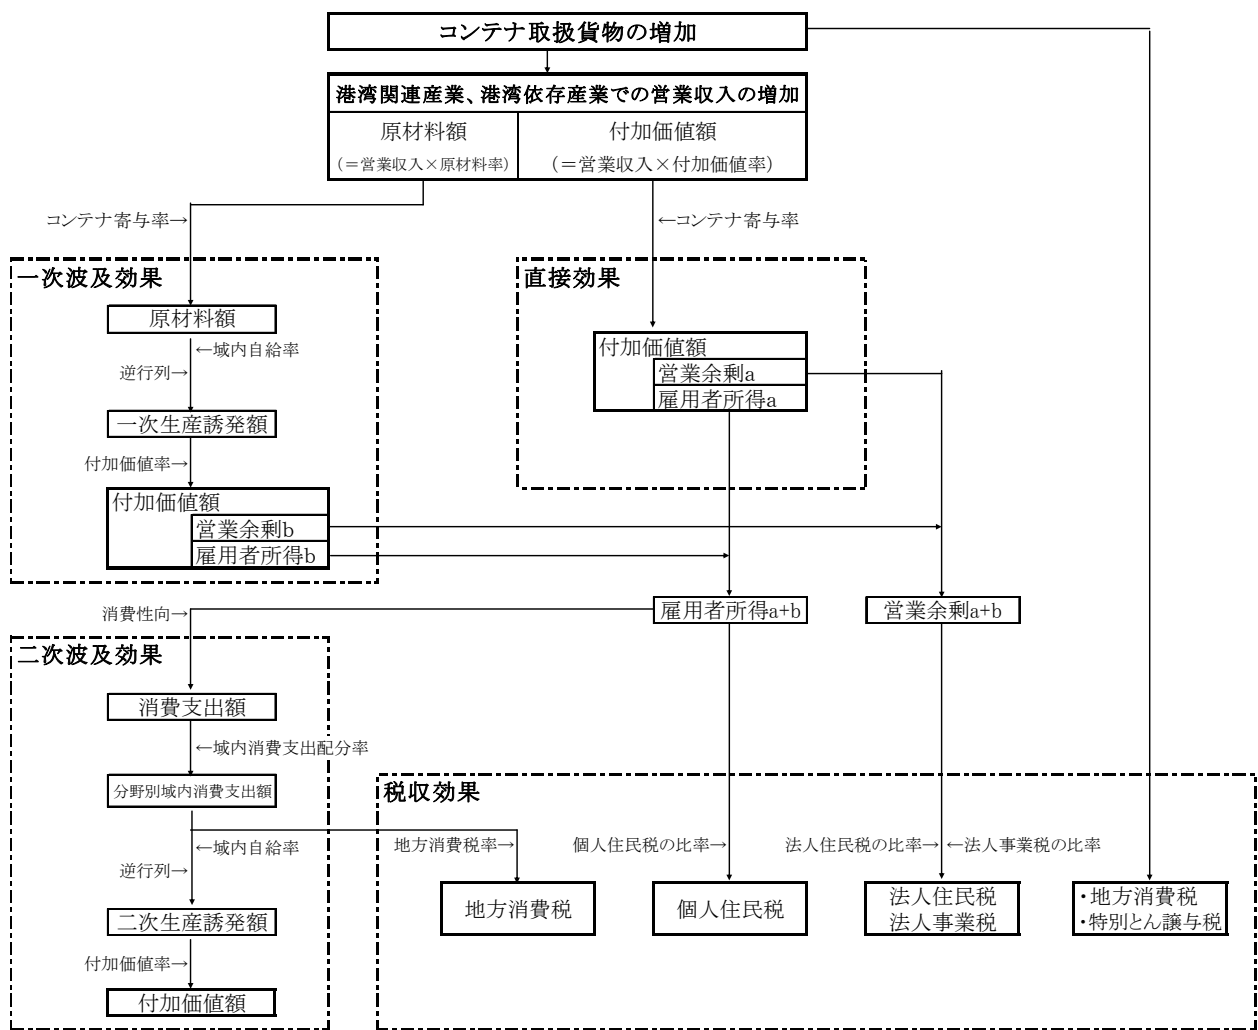 コンテナ取扱貨物の増加
港湾関連産業、港湾依存産業での営業収入の増加
原材料額
付加価値額
(＝営業収入×原材料率)
(＝営業収入×付加価値率)
コンテナ寄与率→
←コンテナ寄与率
一次波及効果
原材料額
←域内自給率
逆行列→
一次生産誘発額
付加価値率→
付加価値額
営業余剰b
雇用者所得b
直接効果
付加価値額
営業余剰a
雇用者所得a
消費性向→
雇用者所得a+b
営業余剰a+b
二次波及効果
消費支出額
←域内消費支出配分率
分野別域内消費支出額
←域内自給率
逆行列→
二次生産誘発額
付加価値率→
付加価値額
税収効果
地方消費税率→
個人住民税の比率→
法人住民税の比率→
←法人事業税の比率
地方消費税
個人住民税
法人住民税
法人事業税
・地方消費税
・特別とん譲与税